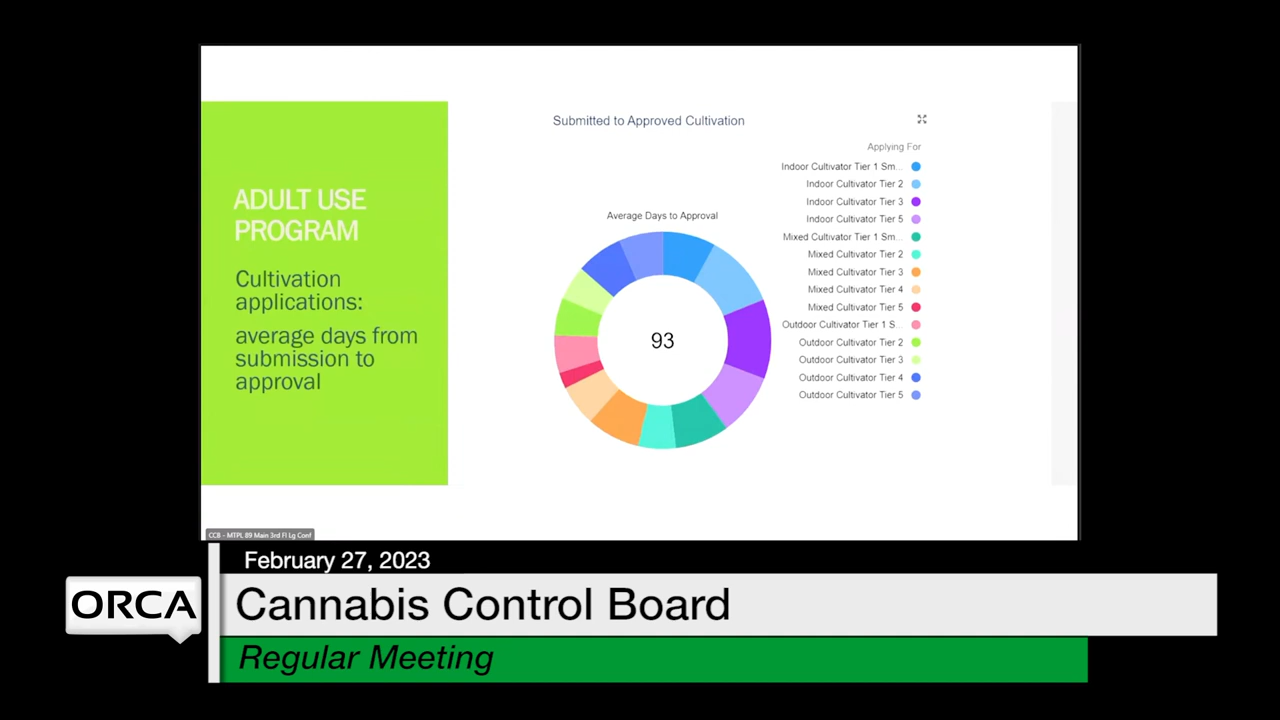 ADULT USE
PROGRAM
Cultivation
applications:
average days from
submission to
approval
Submitted to Approved Cultivation
Average Days to Approval
93
Applying For
Indoor Cultivator Tier 1 Sm...
Indoor Cultivator Tier 2
Indoor Cultivator Tier 3
Indoor Cultivator Tier 5
Mixed Cultivator Tier 1 Sm...
Mixed Cultivator Tier 2
Mixed Cultivator Tier 3
Mixed Cultivator Tier 4
Mixed Cultivator Tier 5
Outdoor Cultivator Tier 1 S...
Outdoor Cultivator Tier 2
Outdoor Cultivator Tier 3
Outdoor Cultivator Tier 4
Outdoor Cultivator Tier 5
CCB - MTPL 89 Main 3rd Fl Lg Conf
February 27, 2023
ORCA
Cannabis Control Board
Regular Meeting